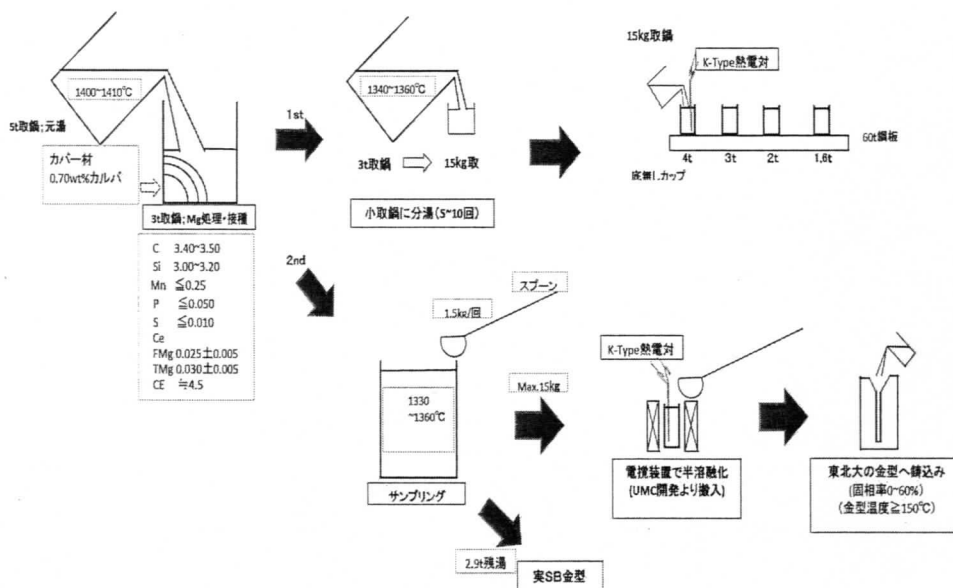 1400~1410℃
5t取鍋;元湯
カバー材
0.70wt%カルバ
3t取鍋;Mg処理・接種
C 3.40~3.50
Si 3.00~3.20
Mn ≦0.25
P ≦0.050
S ≦0.010
Ce
FMg 0.025±0.005
TMg 0.030±0.005
CE ≒4.5
1st
1340~1360℃
3t取鍋
15kg取
小取鍋に分湯(5~10回)
15kg取鍋
K-Type熱電対
4t
3t
2t
1.6t
60t鋼板
底無しカップ
2nd
スプーン
1.5kg/回
1330
~1360℃
サンプリング
Max.15kg
K-Type熱電対
電撹装置で半溶融化
(UMC開発より搬入)
東北大の金型へ鋳込み
(固相率0~60%)
(金型温度≧150℃)
2.9t残湯
実SB金型